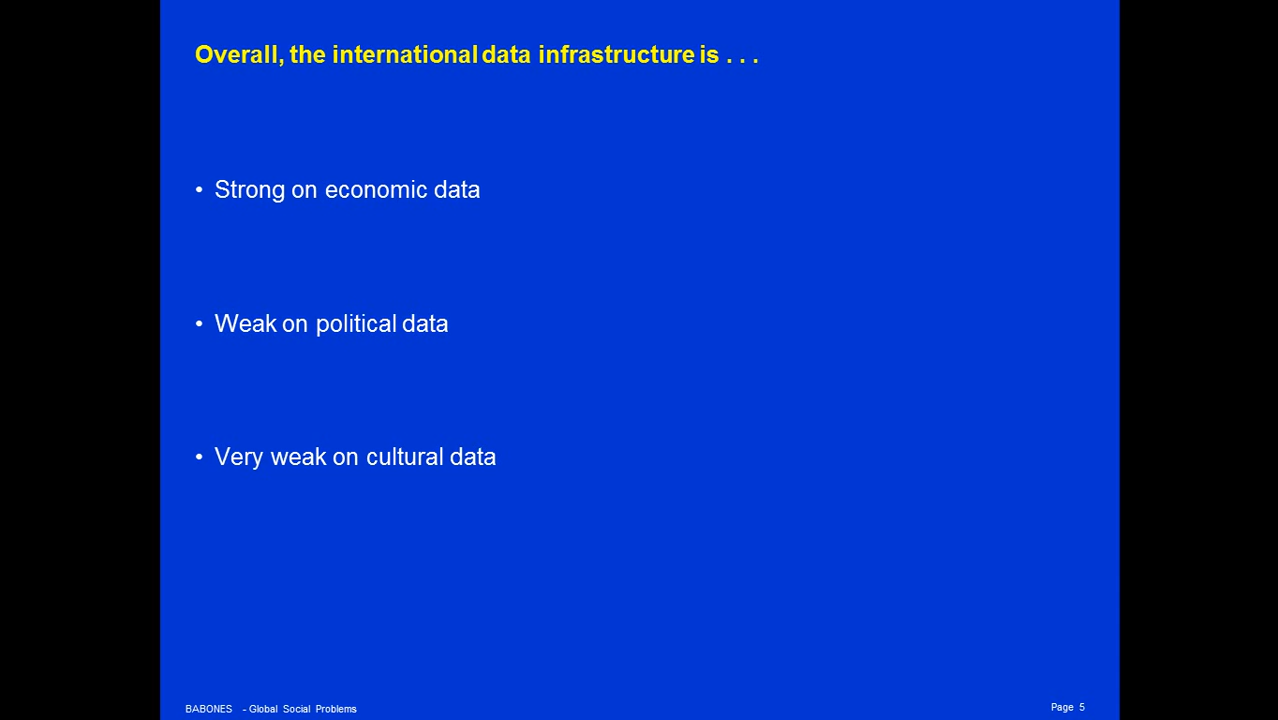 Overall, the international data infrastructure is . . .
• Strong on economic data
• Weak on political data
• Very weak on cultural data
BABONES - Global Social Problems
Page 5